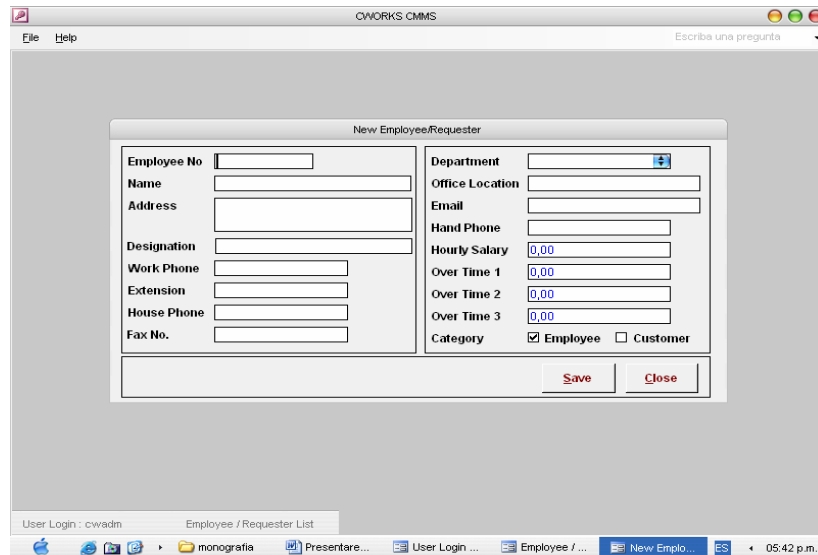 CWORKS CMMS
File Help Escriba una pregunta
New Employee/Requester
Employee No
Name
Address
Designation
Work Phone
Extension
House Phone
Fax No.
Department
Office Location
Email
Hand Phone
Hourly Salary 0,00
Over Time 1 0,00
Over Time 2 0,00
Over Time 3 0,00
Category Employee Customer
Save Close
User Login : cwadm Employee / Requester List
monografia Presentare... User Login ... Employee / ... New Emplo... ES 05:42 p.m.